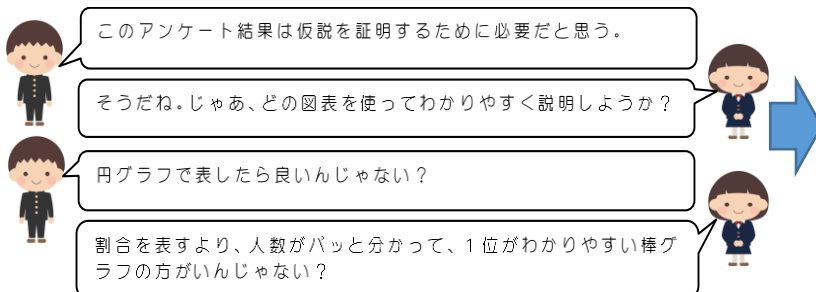 このアンケート結果は仮説を証明するために必要だと思う。
そうだね。じゃあ、どの図表を使ってわかりやすく説明しようか？
円グラフで表したら良いんじゃない？
割合を表すより、人数がパッと分かって、１位がわかりやすい棒グ
ラフの方がいんじゃない？